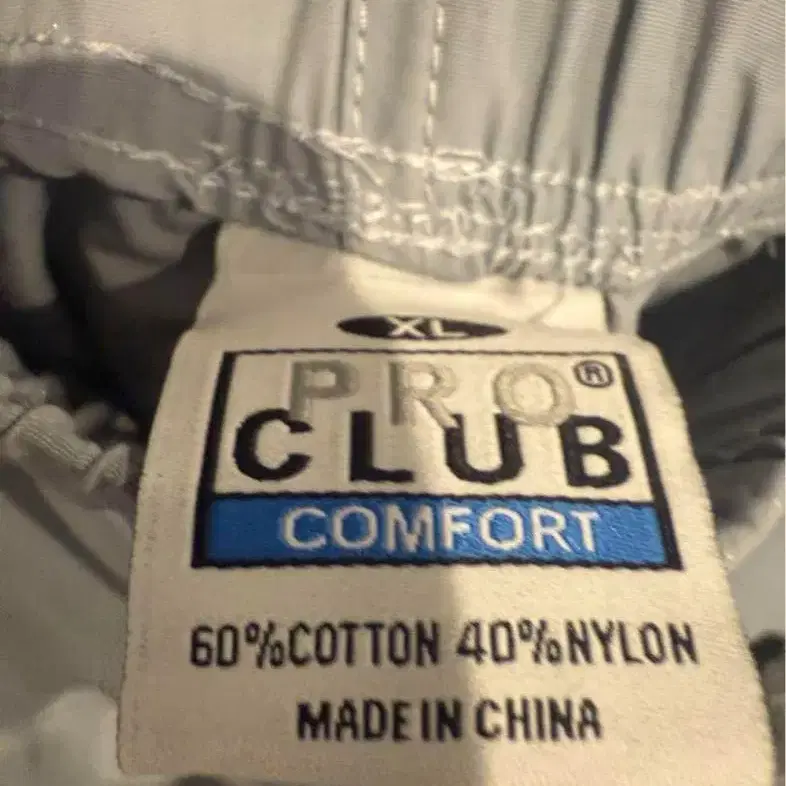 XL
PRO®
CLUB
COMFORT
60%COTTON 40%NYLON
MADE IN CHINA